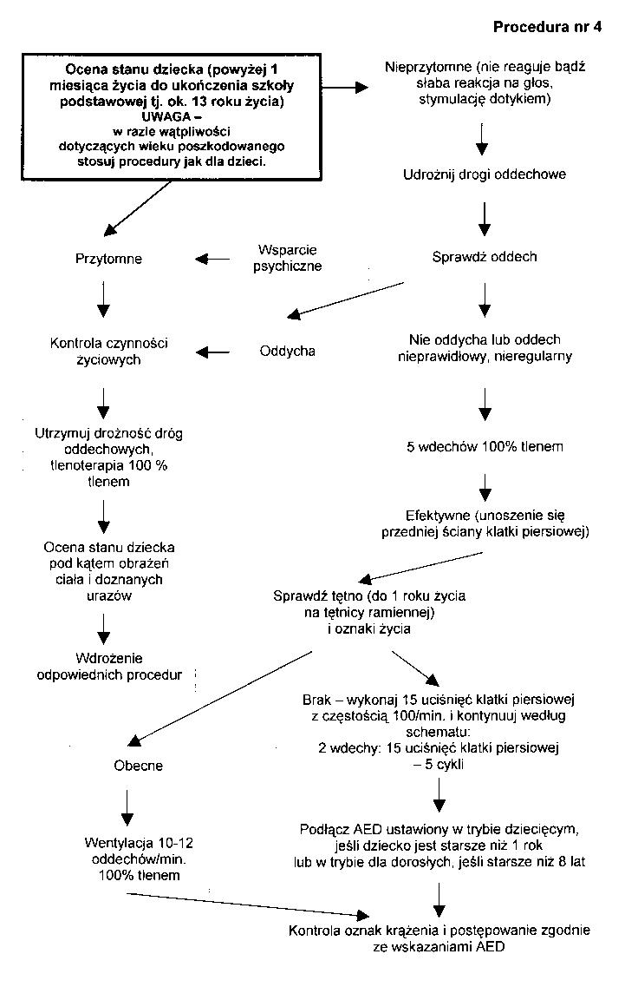 Procedura nr 4
Ocena stanu dziecka (powyżej 1
miesiąca życia do ukończenia szkoły
podstawowej tj. ok. 13 roku życia)
UWAGA –
w razie wątpliwości
dotyczących wieku poszkodowanego
stosuj procedury jak dla dzieci.
Nieprzytomne (nie reaguje bądź
słaba reakcja na głos,
stymulację dotykiem)
Udrożnij drogi oddechowe
Przytomne
Wsparcie
psychiczne
Sprawdź oddech
Kontrola czynności
życiowych
Oddycha
Nie oddycha lub oddech
nieprawidłowy, nieregularny
Utrzymuj drożność dróg
oddechowych,
tlenoterapia 100 %
tlenem
5 wdechów 100% tlenem
Efektywne (unoszenie się
przedniej ściany klatki piersiowej)
Ocena stanu dziecka
pod kątem obrażeń
ciała i doznanych
urazów
Sprawdź tętno (do 1 roku życia
na tętnicy ramiennej)
i oznaki życia
Wdrożenie
odpowiednich procedur
Brak – wykonaj 15 uciśnięć klatki piersiowej
z częstością 100/min. i kontynuuj według
schematu:
2 wdechy: 15 uciśnięć klatki piersiowej
– 5 cykli
Obecne
Wentylacja 10-12
oddechów/min.
100% tlenem
Podłącz AED ustawiony w trybie dziecięcym,
jeśli dziecko jest starsze niż 1 rok
lub w trybie dla dorosłych, jeśli starsze niż 8 lat
Kontrola oznak krążenia i postępowanie zgodnie
ze wskazaniami AED